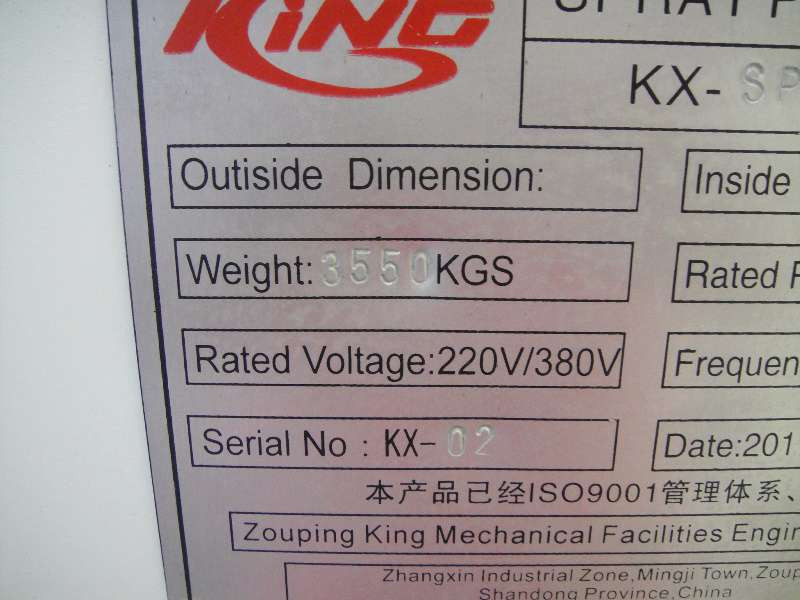 KING
SPRAY
KX-SP
Outiside Dimension:
Inside
Weight:3550KGS
Rated
Rated Voltage:220V/380V
Frequen
Serial No : KX-02
Date:201
本产品已经ISO9001管理体系、
Zouping King Mechanical Facilities Engin
Zhangxin Industrial Zone,Mingji Town,Zoup
Shandong Province,China